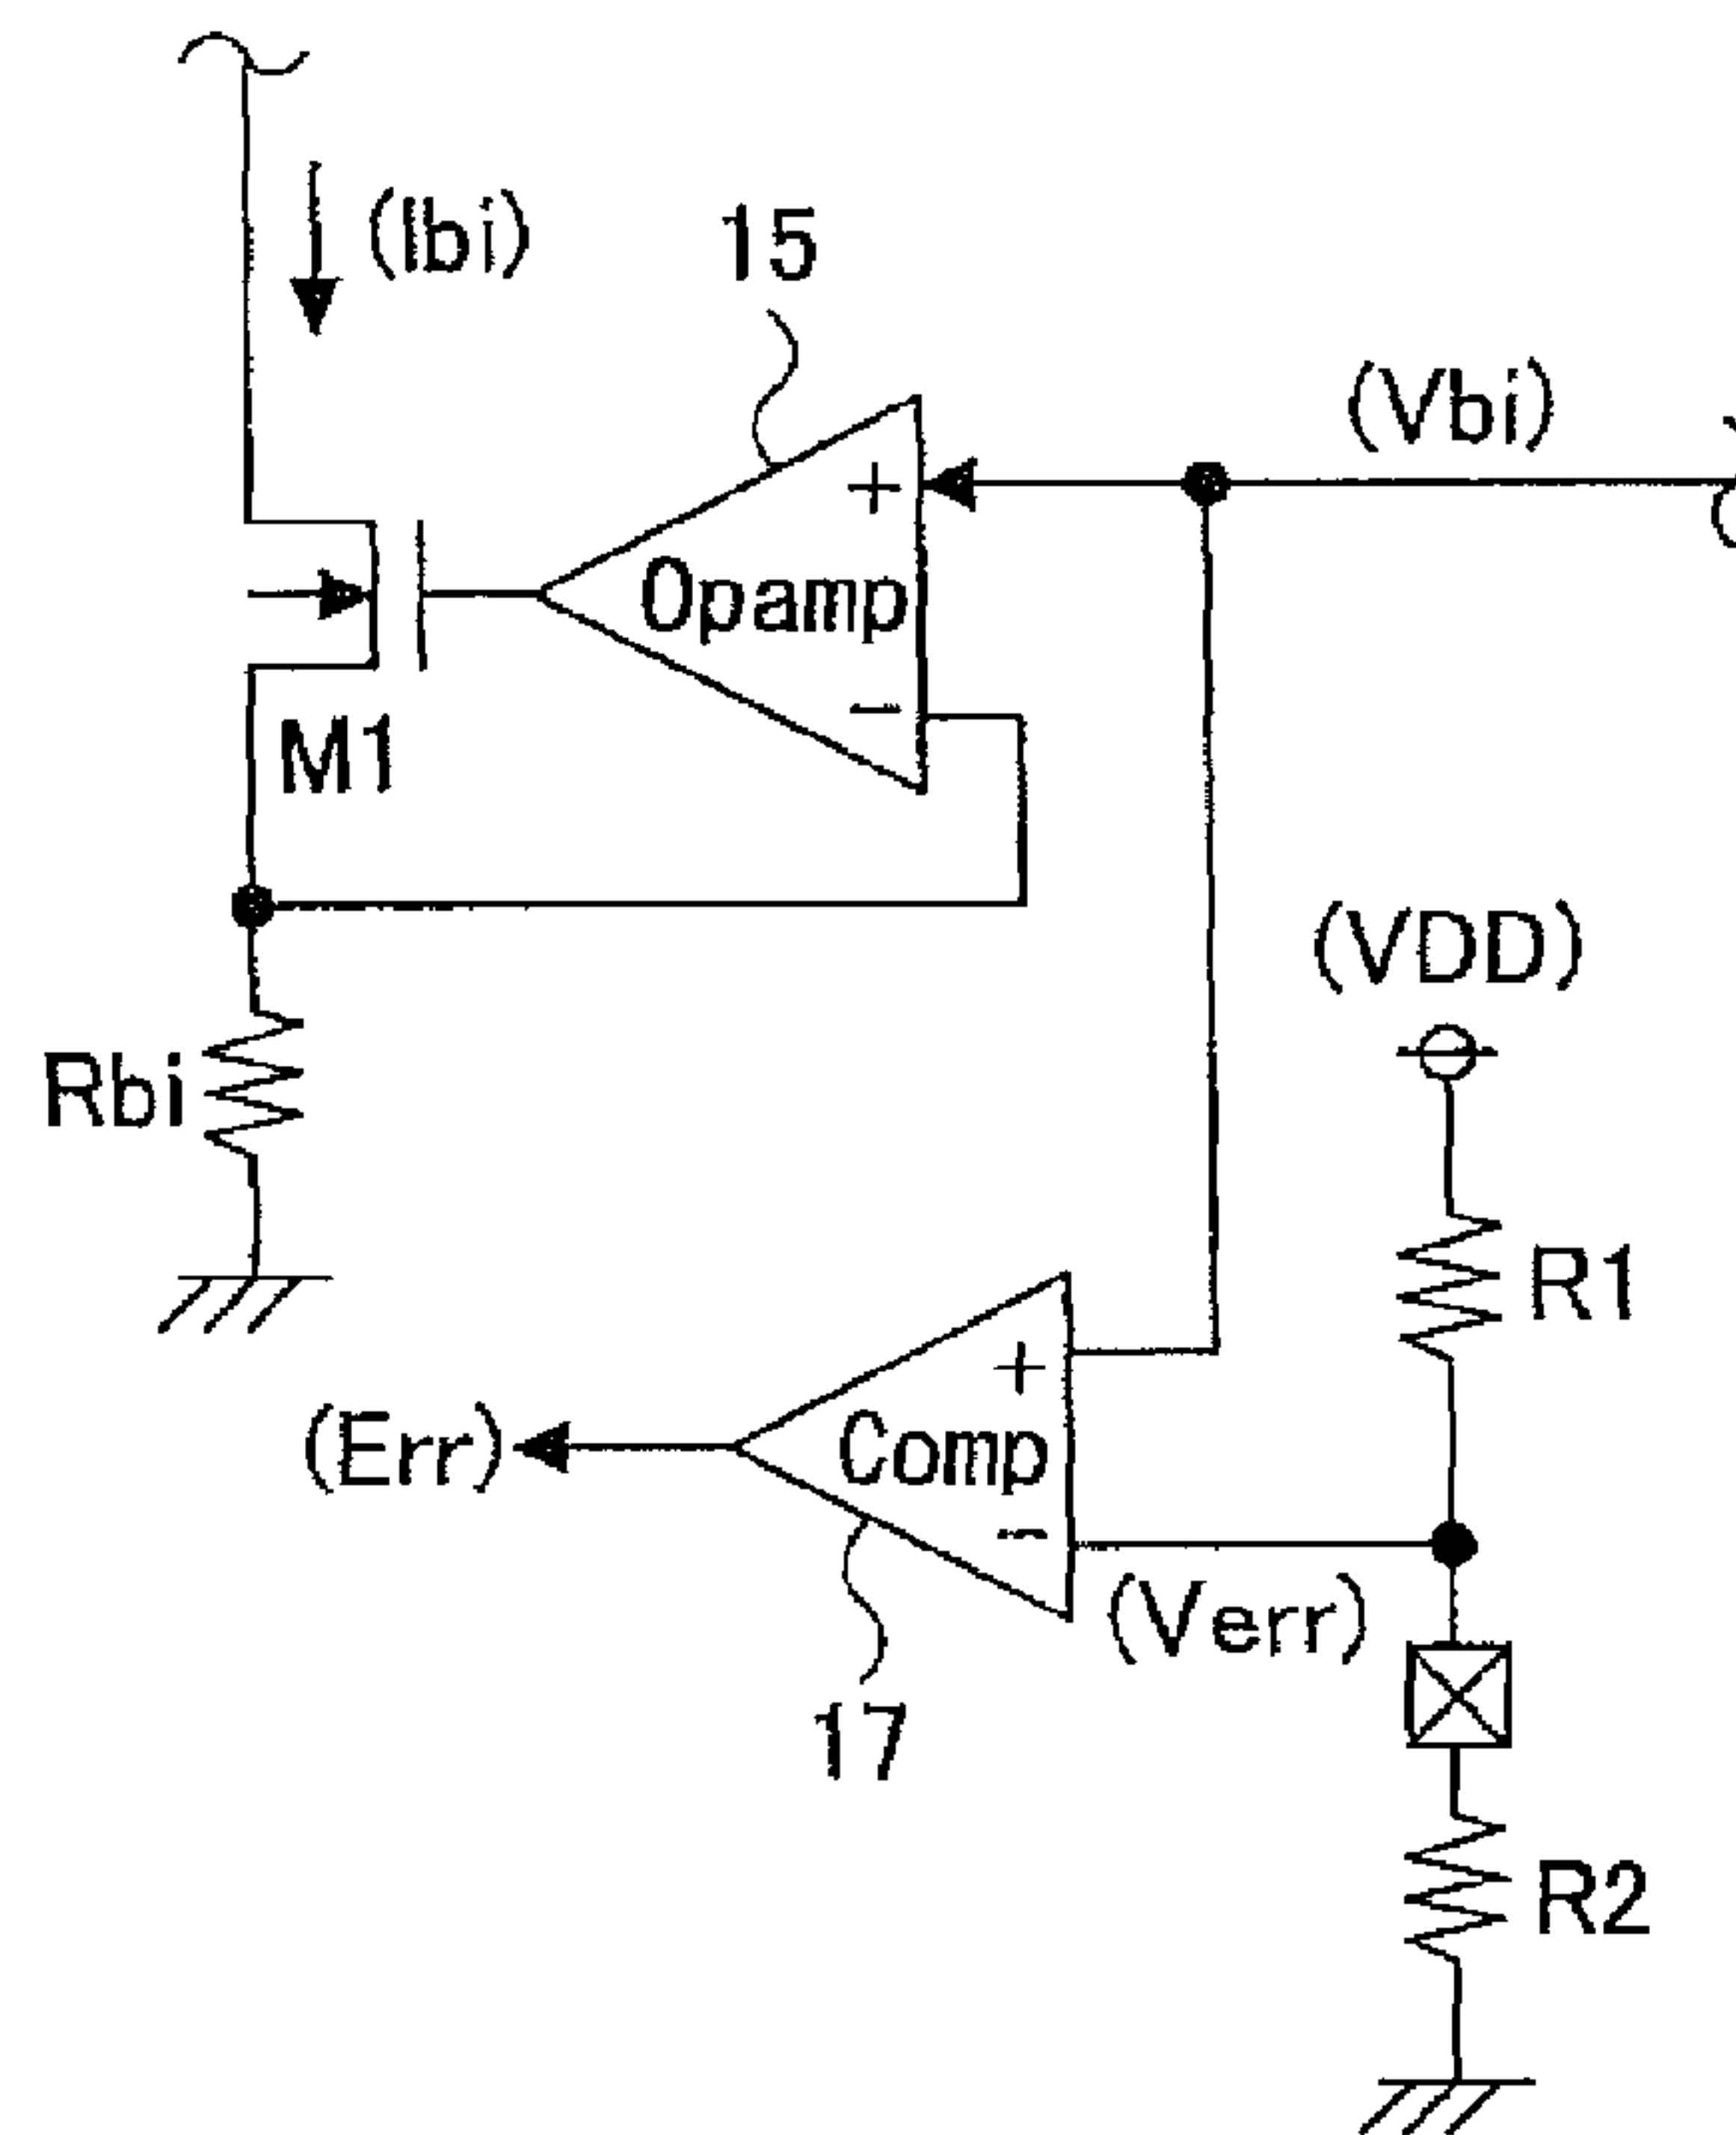 (Ibi)
15
(Vbi)
+
Opamp
−
M1
(VDD)
Rbi
R1
+
(Err)
Comp
−
(Verr)
17
R2